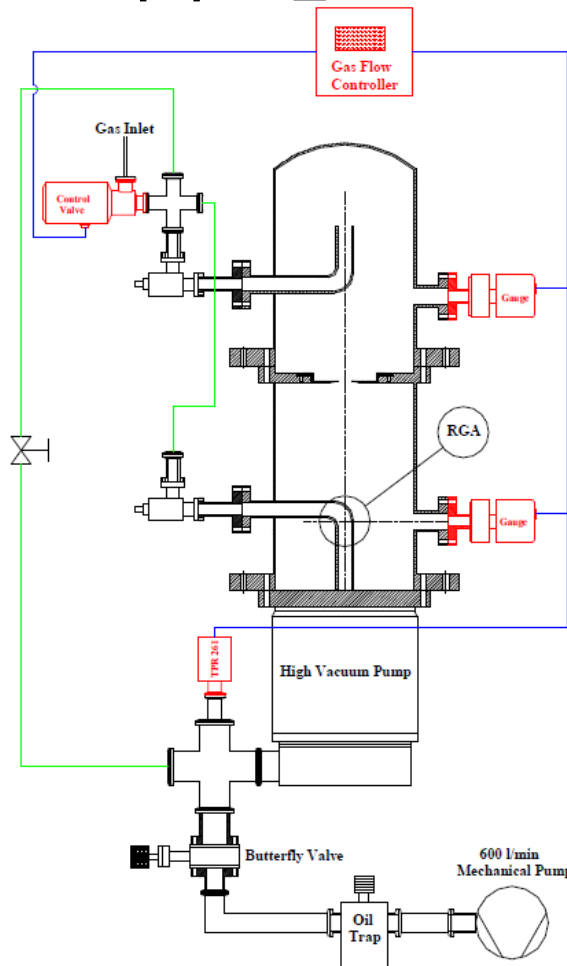 Gas Flow
Controller
Gas Inlet
Control
Valve
Gauge
RGA
Gauge
TPR 261
High Vacuum Pump
Butterfly Valve
600 l/min
Mechanical Pump
Oil
Trap